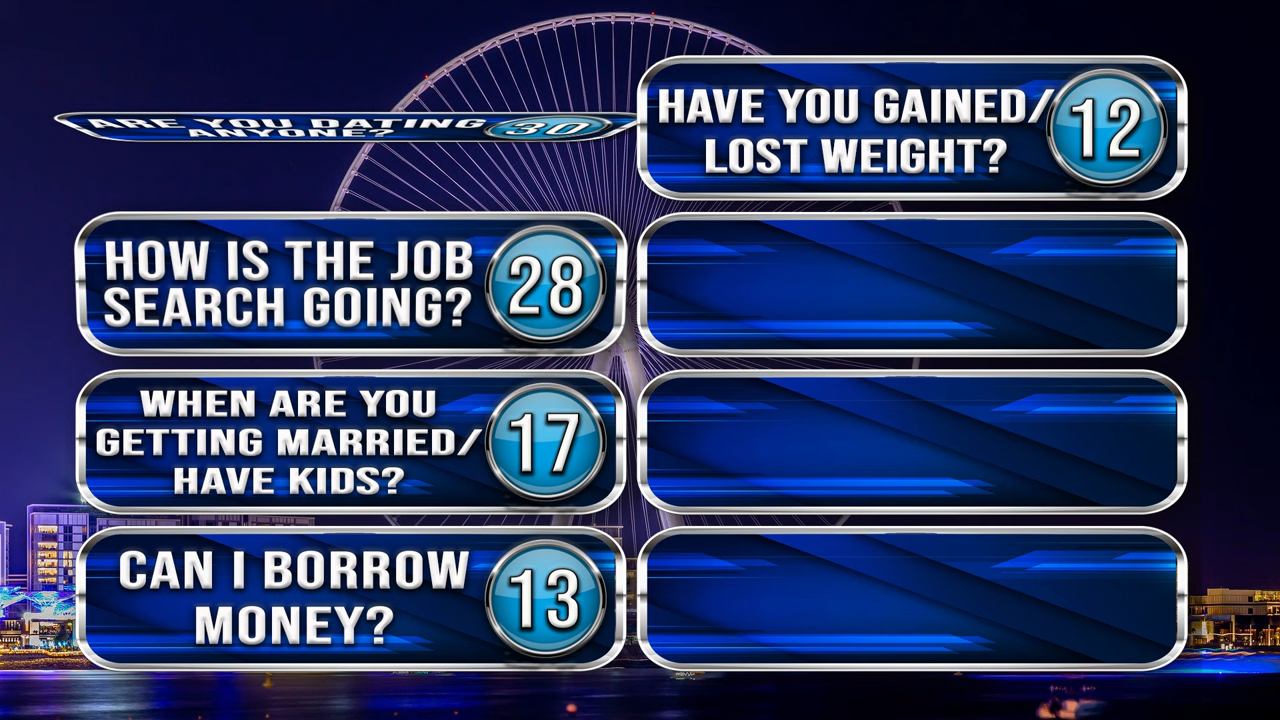 ARE YOU DATING
ANYONE?
30
HOW IS THE JOB
SEARCH GOING?
28
WHEN ARE YOU
GETTING MARRIED/
HAVE KIDS?
17
CAN I BORROW
MONEY?
13
HAVE YOU GAINED/
LOST WEIGHT?
12